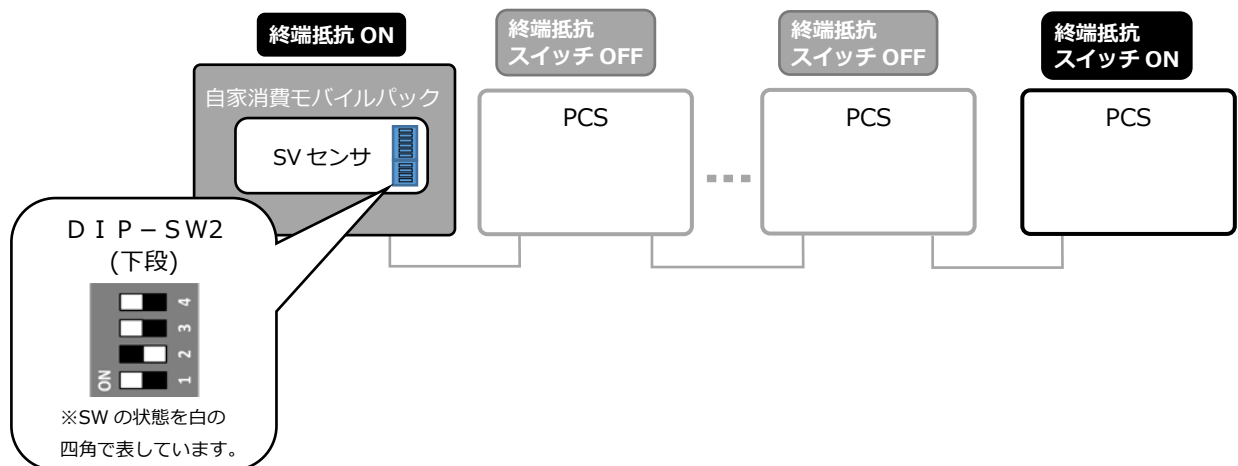 終端抵抗 ON
終端抵抗
スイッチ OFF
終端抵抗
スイッチ OFF
終端抵抗
スイッチ ON
自家消費モバイルパック
SV センサ
PCS
PCS
PCS
ＤＩＰ－ＳＷ2
(下段)
4
3
2
1
ON
※SW の状態を白の
四角で表しています。